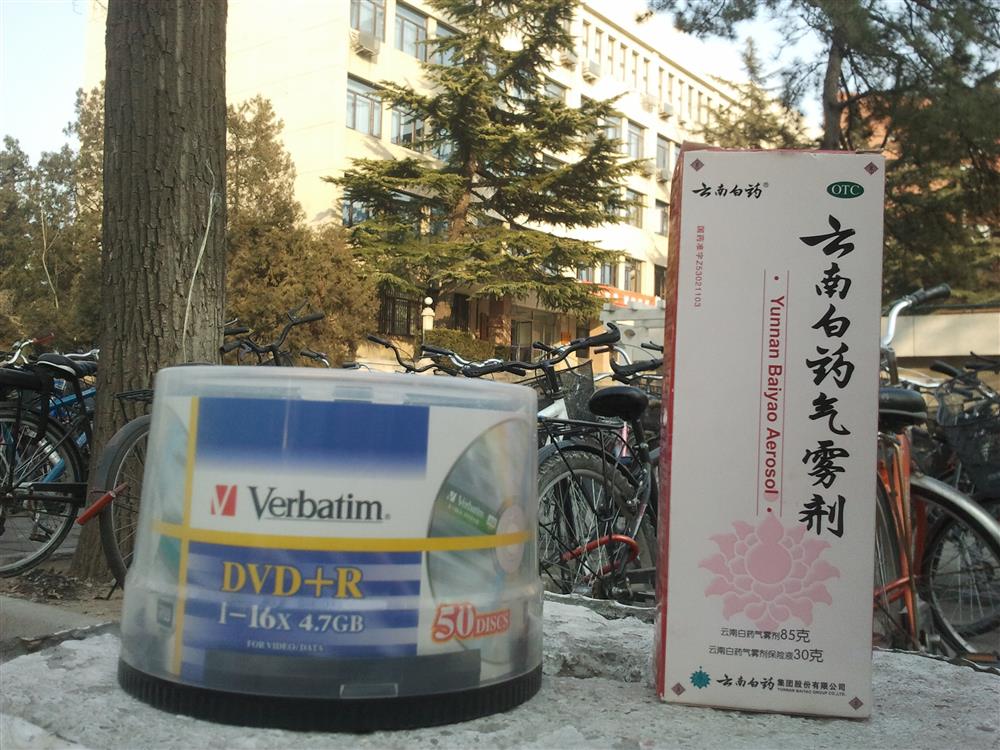 Verbatim
DVD+R
1-16X 4.7GB
FOR VIDEO/DATA
50 DISCS
Verbatim
云南白药®
OTC
国药准字Z53021103
云南白药气雾剂
Yunnan Baiyao Aerosol
云南白药气雾剂85克
云南白药气雾剂保险液30克
云南白药集团股份有限公司
YUNNAN BAIYAO GROUP CO.,LTD.